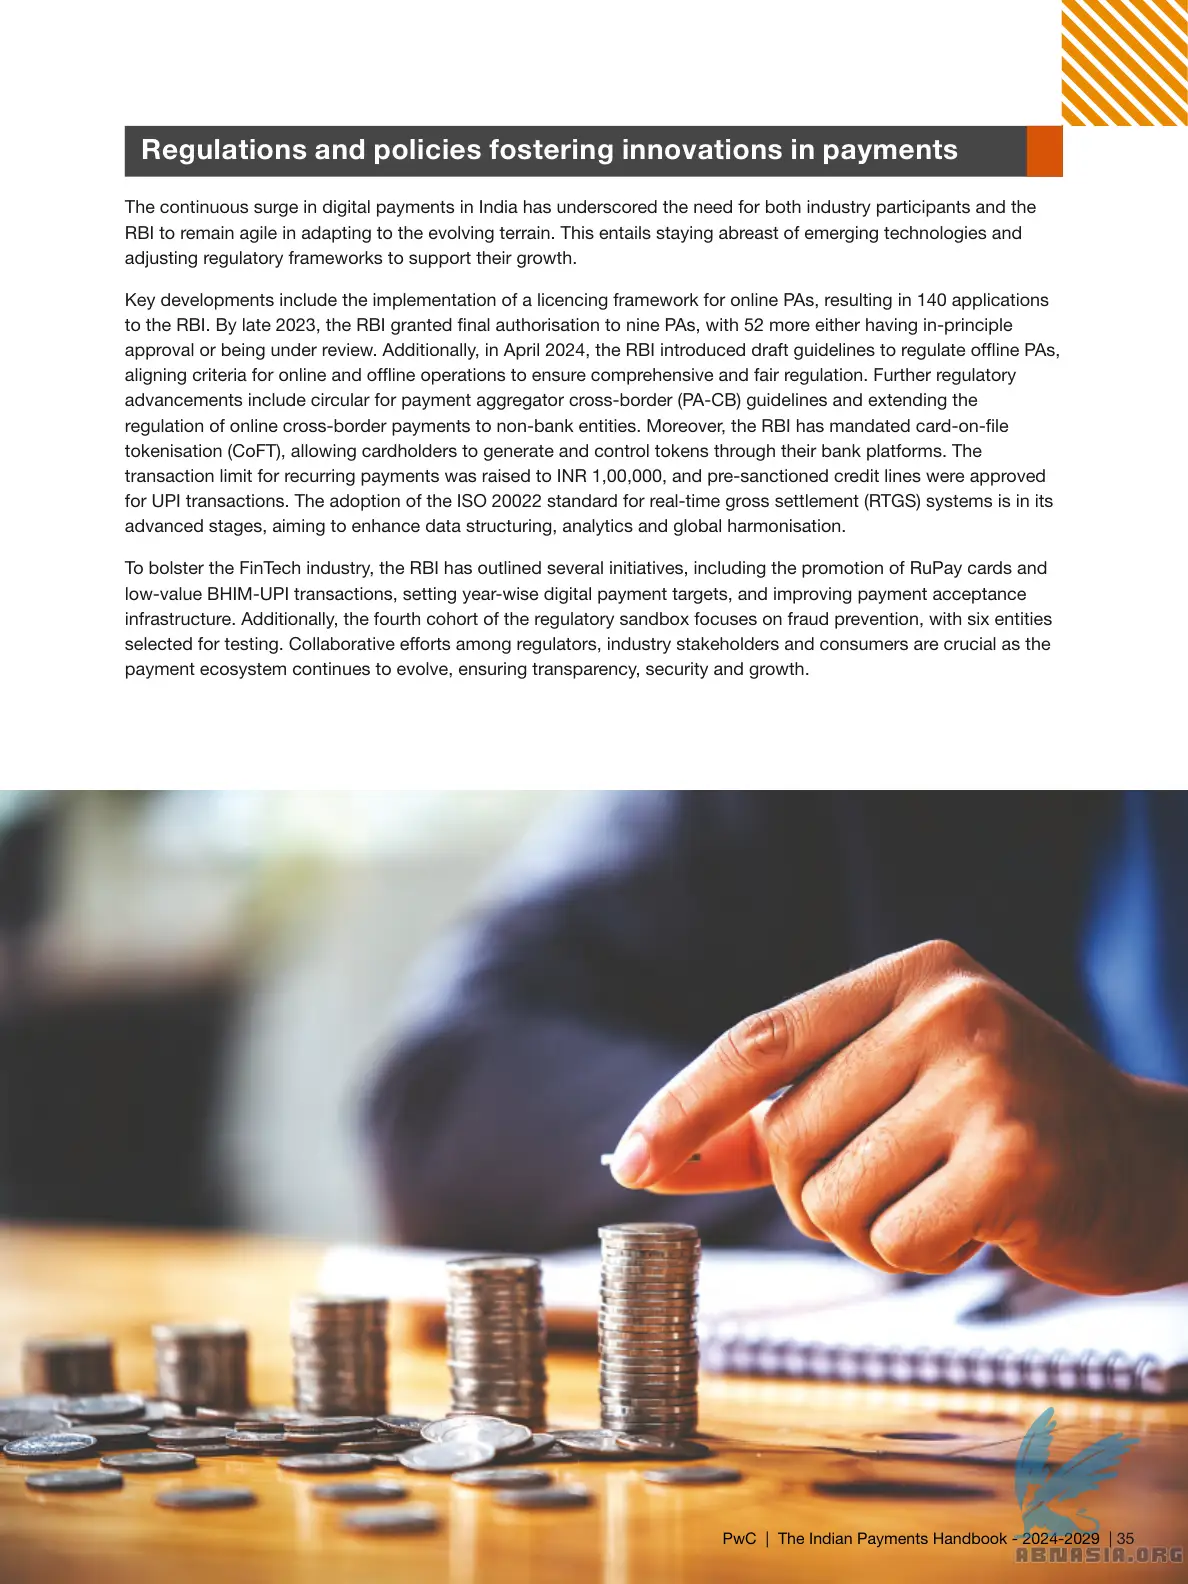 Regulations and policies fostering innovations in payments
The continuous surge in digital payments in India has underscored the need for both industry participants and the
RBI to remain agile in adapting to the evolving terrain. This entails staying abreast of emerging technologies and
adjusting regulatory frameworks to support their growth.
Key developments include the implementation of a licencing framework for online PAs, resulting in 140 applications
to the RBI. By late 2023, the RBI granted final authorisation to nine PAs, with 52 more either having in-principle
approval or being under review. Additionally, in April 2024, the RBI introduced draft guidelines to regulate offline PAs,
aligning criteria for online and offline operations to ensure comprehensive and fair regulation. Further regulatory
advancements include circular for payment aggregator cross-border (PA-CB) guidelines and extending the
regulation of online cross-border payments to non-bank entities. Moreover, the RBI has mandated card-on-file
tokenisation (CoFT), allowing cardholders to generate and control tokens through their bank platforms. The
transaction limit for recurring payments was raised to INR 1,00,000, and pre-sanctioned credit lines were approved
for UPI transactions. The adoption of the ISO 20022 standard for real-time gross settlement (RTGS) systems is in its
advanced stages, aiming to enhance data structuring, analytics and global harmonisation.
To bolster the FinTech industry, the RBI has outlined several initiatives, including the promotion of RuPay cards and
low-value BHIM-UPI transactions, setting year-wise digital payment targets, and improving payment acceptance
infrastructure. Additionally, the fourth cohort of the regulatory sandbox focuses on fraud prevention, with six entities
selected for testing. Collaborative efforts among regulators, industry stakeholders and consumers are crucial as the
payment ecosystem continues to evolve, ensuring transparency, security and growth.
PwC | The Indian Payments Handbook - 2024-2029 | 35
ABNASIA.ORG